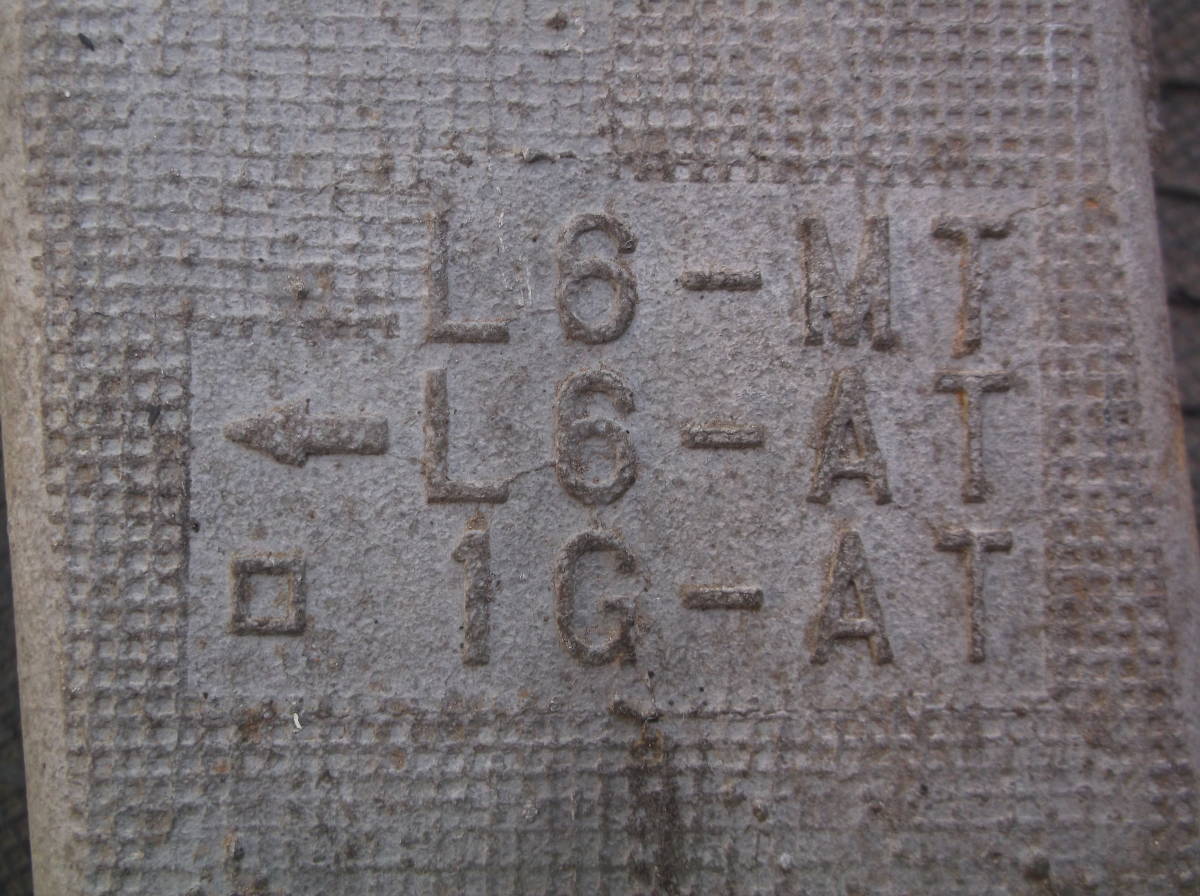 L6-MT
← L6-AT
□ 1G-AT